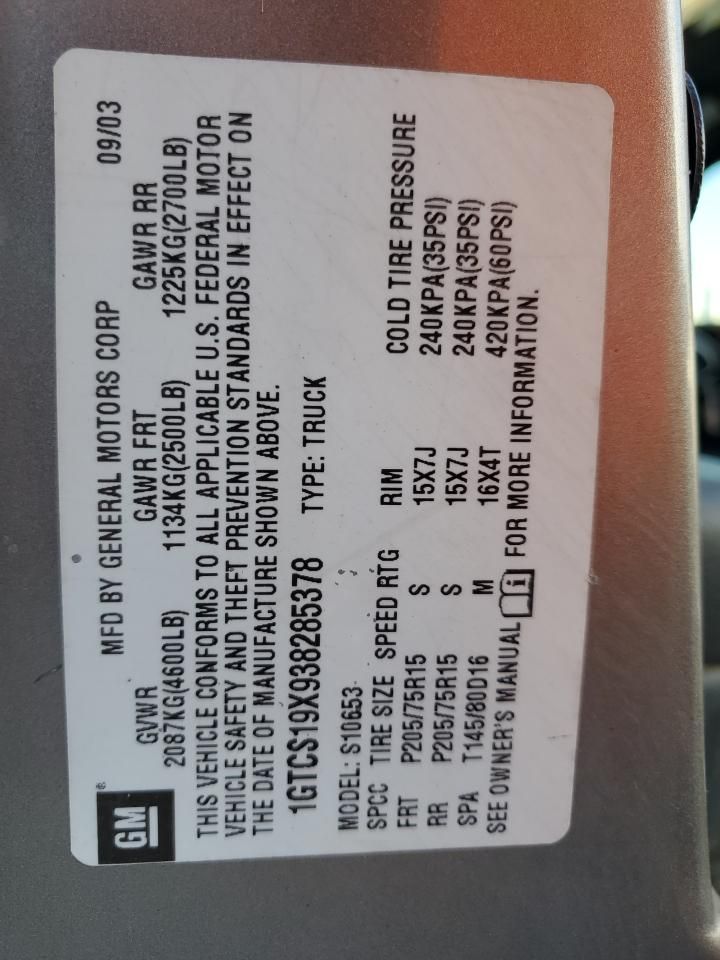 GM®
MFD BY GENERAL MOTORS CORP 09/03
GVWR GAWR FRT GAWR RR
2087KG(4600LB) 1134KG(2500LB) 1225KG(2700LB)
THIS VEHICLE CONFORMS TO ALL APPLICABLE U.S. FEDERAL MOTOR
VEHICLE SAFETY AND THEFT PREVENTION STANDARDS IN EFFECT ON
THE DATE OF MANUFACTURE SHOWN ABOVE.
1GTCS19X938285378 TYPE: TRUCK
MODEL: S10653
SPCC TIRE SIZE SPEED RTG RIM COLD TIRE PRESSURE
FRT P205/75R15 S 15X7J 240KPA(35PSI)
RR P205/75R15 S 15X7J 240KPA(35PSI)
SPA T145/80D16 M 16X4T 420KPA(60PSI)
SEE OWNER'S MANUAL i FOR MORE INFORMATION.